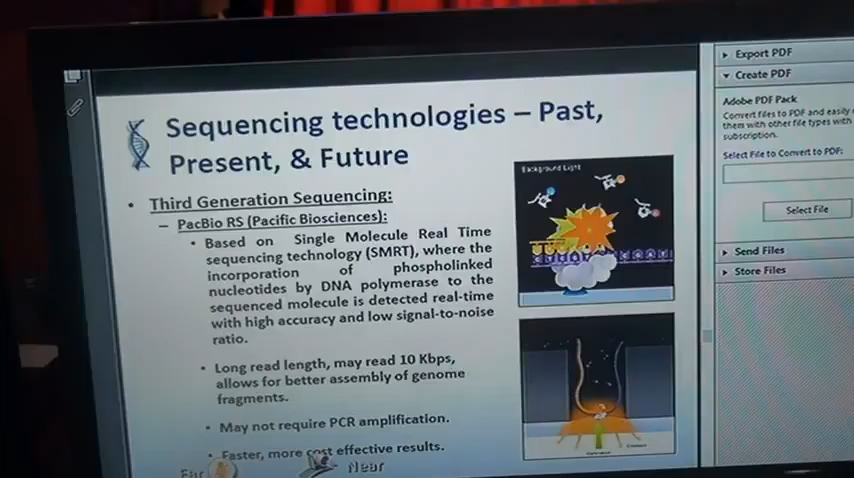 Sequencing technologies – Past,
Present, & Future
• Third Generation Sequencing:
– PacBio RS (Pacific Biosciences):
• Based on Single Molecule Real Time
sequencing technology (SMRT), where the
incorporation of phospholinked
nucleotides by DNA polymerase to the
sequenced molecule is detected real-time
with high accuracy and low signal-to-noise
ratio.
• Long read length, may read 10 Kbps,
allows for better assembly of genome
fragments.
• May not require PCR amplification.
• Faster, more cost effective results.
Far
Near
Background Light
Export PDF
Create PDF
Adobe PDF Pack
Convert files to PDF and easily
them with other file types with
subscription.
Select File to Convert to PDF:
Select File
Send Files
Store Files